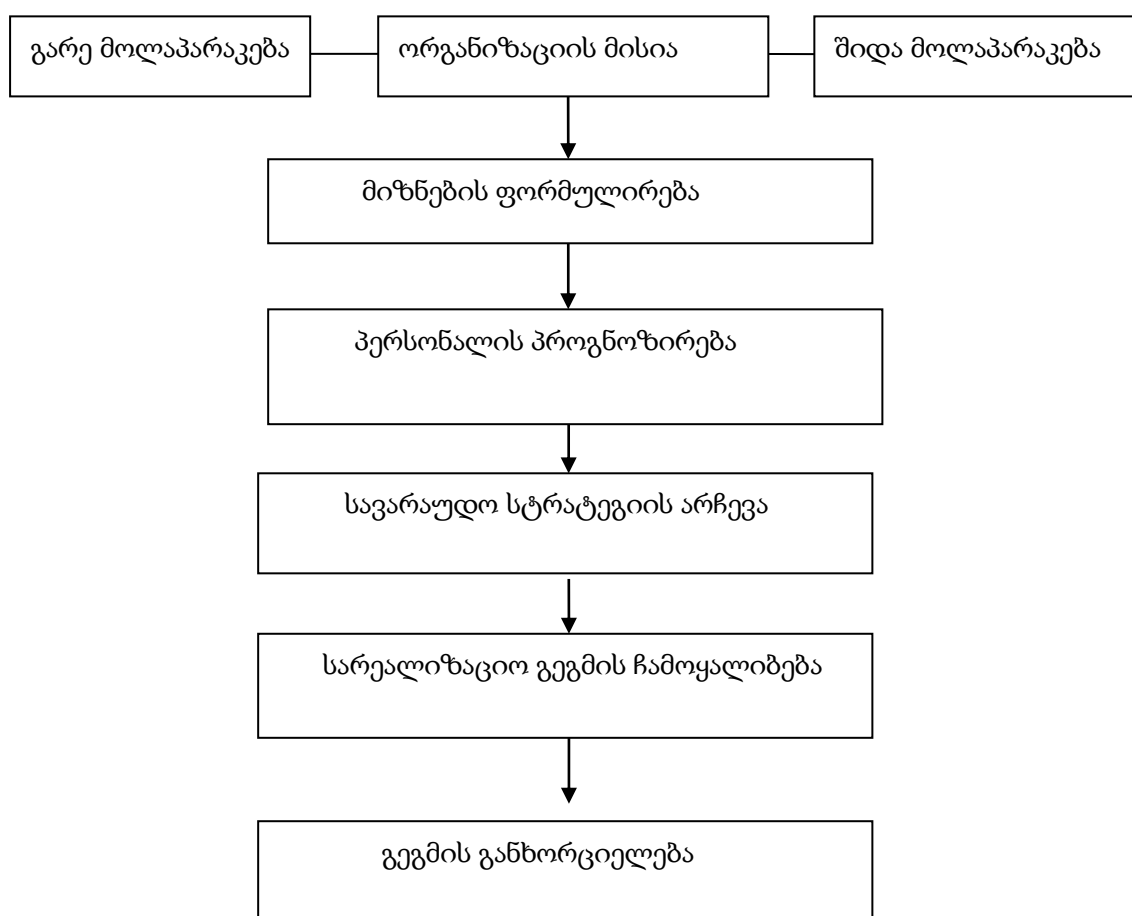 გარე მოლაპარაკება
ორგანიზაციის მისია
შიდა მოლაპარაკება
მიზნების ფორმულირება
პერსონალის პროგნოზირება
სავარაუდო სტრატეგიის არჩევა
სარეალიზაციო გეგმის ჩამოყალიბება
გეგმის განხორციელება